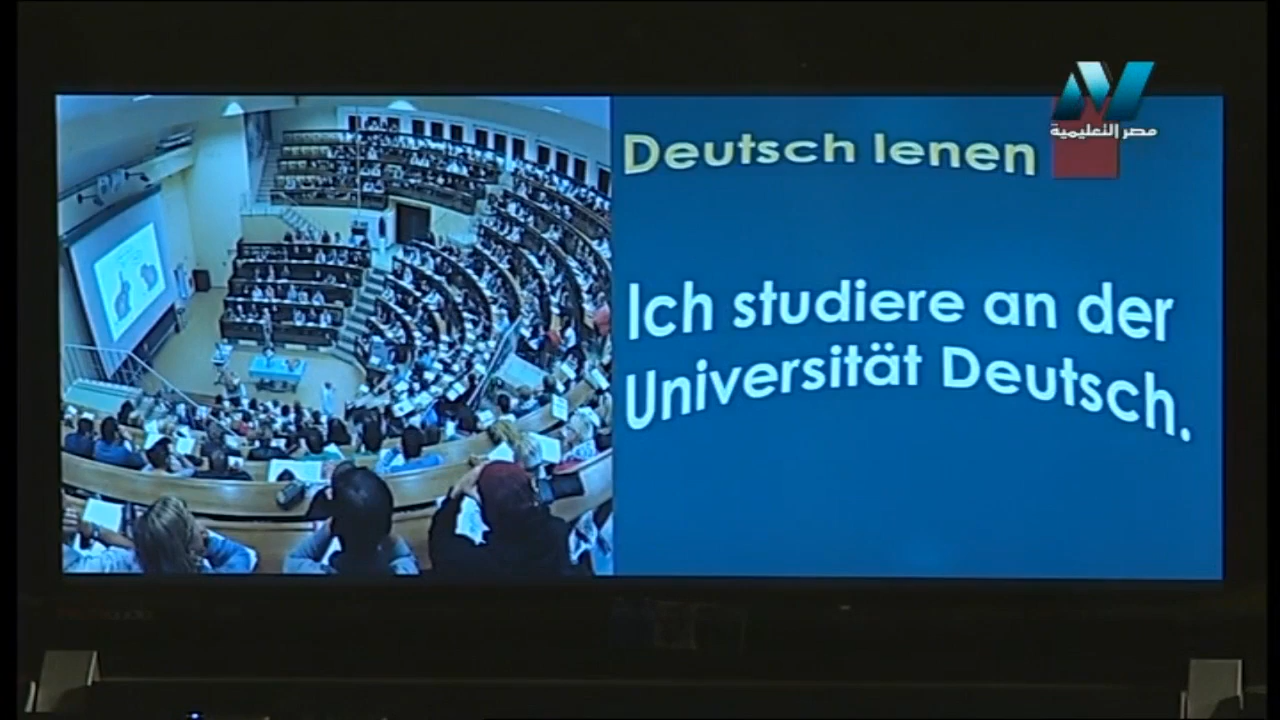 مصر التعليمية
Deutsch lenen
Ich studiere an der
Universität Deutsch.